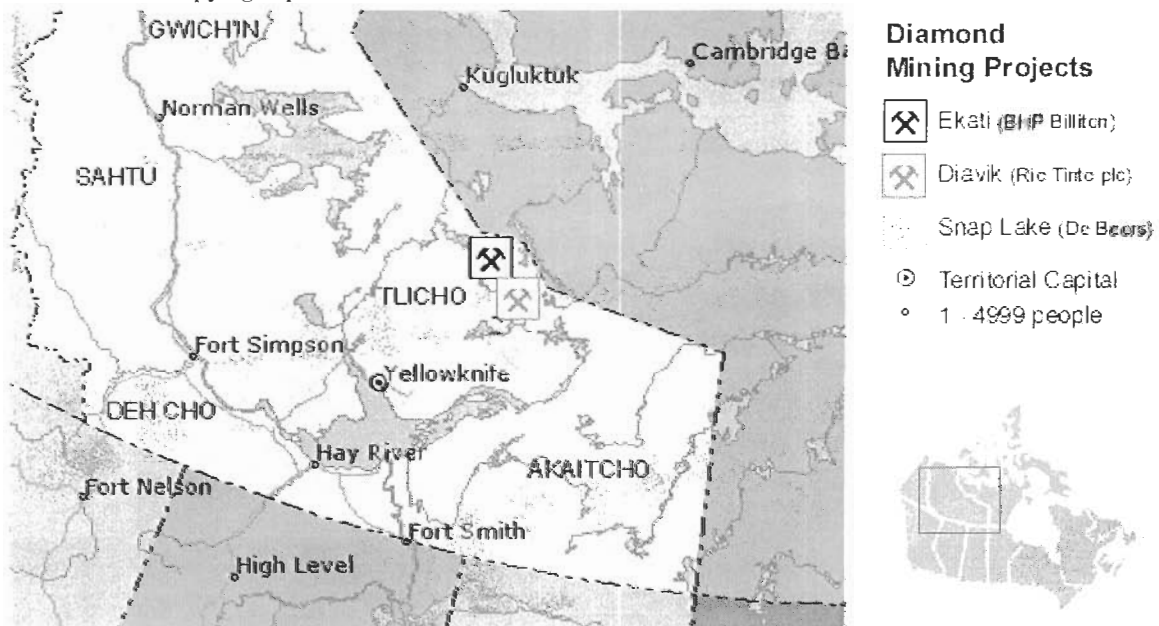 GWICH'IN
Cambridge Ba
Kugluktuk
Norman Wells
SAHTU
TLICHO
Fort Simpson
Yellowknife
DEH CHO
Hay River
AKAITCHO
Fort Nelson
Fort Smith
High Level
Diamond
Mining Projects
Ekati (BHP Billiton)
Diavik (Rio Tinto plc)
Snap Lake (De Beers)
Territorial Capital
1 - 4999 people